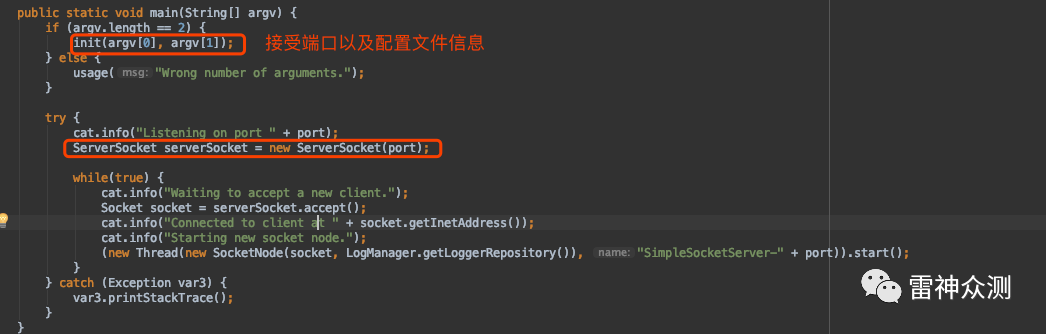 public static void main(String[] argv) {
if (argv.length == 2) {
init(argv[0], argv[1]); 接受端口以及配置文件信息
} else {
usage( msg: "Wrong number of arguments.");
}
try {
cat.info("Listening on port " + port);
ServerSocket serverSocket = new ServerSocket(port);
while(true) {
cat.info("Waiting to accept a new client.");
Socket socket = serverSocket.accept();
cat.info("Connected to client at " + socket.getInetAddress());
cat.info("Starting new socket node.");
(new Thread(new SocketNode(socket, LogManager.getLoggerRepository()), name: "SimpleSocketServer-" + port)).start();
}
} catch (Exception var3) {
var3.printStackTrace();
}
}
雷神众测